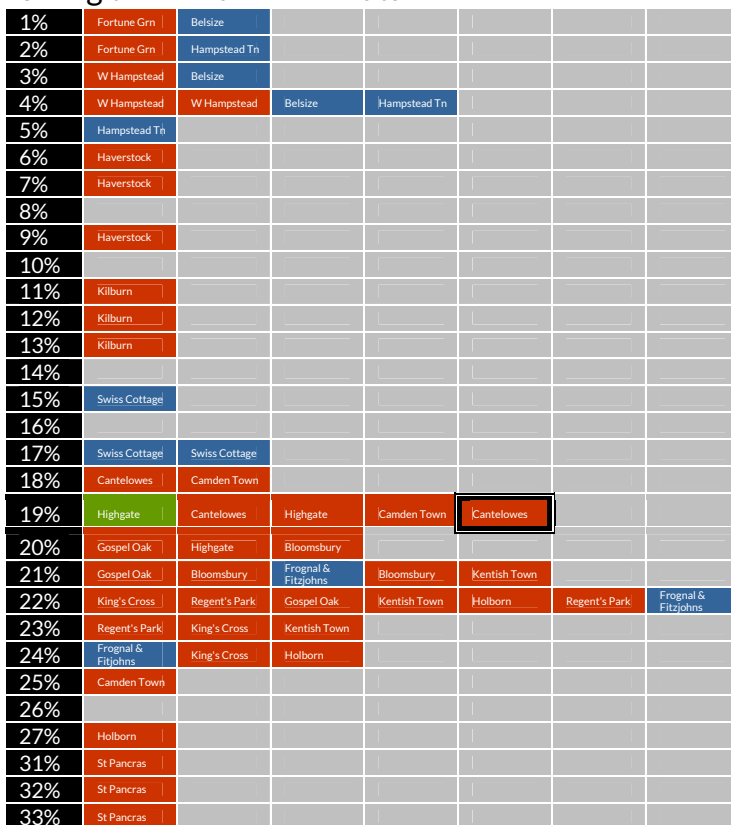 1% Fortune Grn Belsize
2% Fortune Grn Hampstead Tn
3% W Hampstead Belsize
4% W Hampstead W Hampstead Belsize Hampstead Tn
5% Hampstead Tn
6% Haverstock
7% Haverstock
8%
9% Haverstock
10%
11% Kilburn
12% Kilburn
13% Kilburn
14%
15% Swiss Cottage
16%
17% Swiss Cottage Swiss Cottage
18% Cantelowes Camden Town
19% Highgate Cantelowes Highgate Camden Town Cantelowes
20% Gospel Oak Highgate Bloomsbury
21% Gospel Oak Bloomsbury Frognal & Fitzjohns Bloomsbury Kentish Town
22% King's Cross Regent's Park Gospel Oak Kentish Town Holborn Regent's Park Frognal & Fitzjohns
23% Regent's Park King's Cross Kentish Town
24% Frognal & Fitjohns King's Cross Holborn
25% Camden Town
26%
27% Holborn
31% St Pancras
32% St Pancras
33% St Pancras